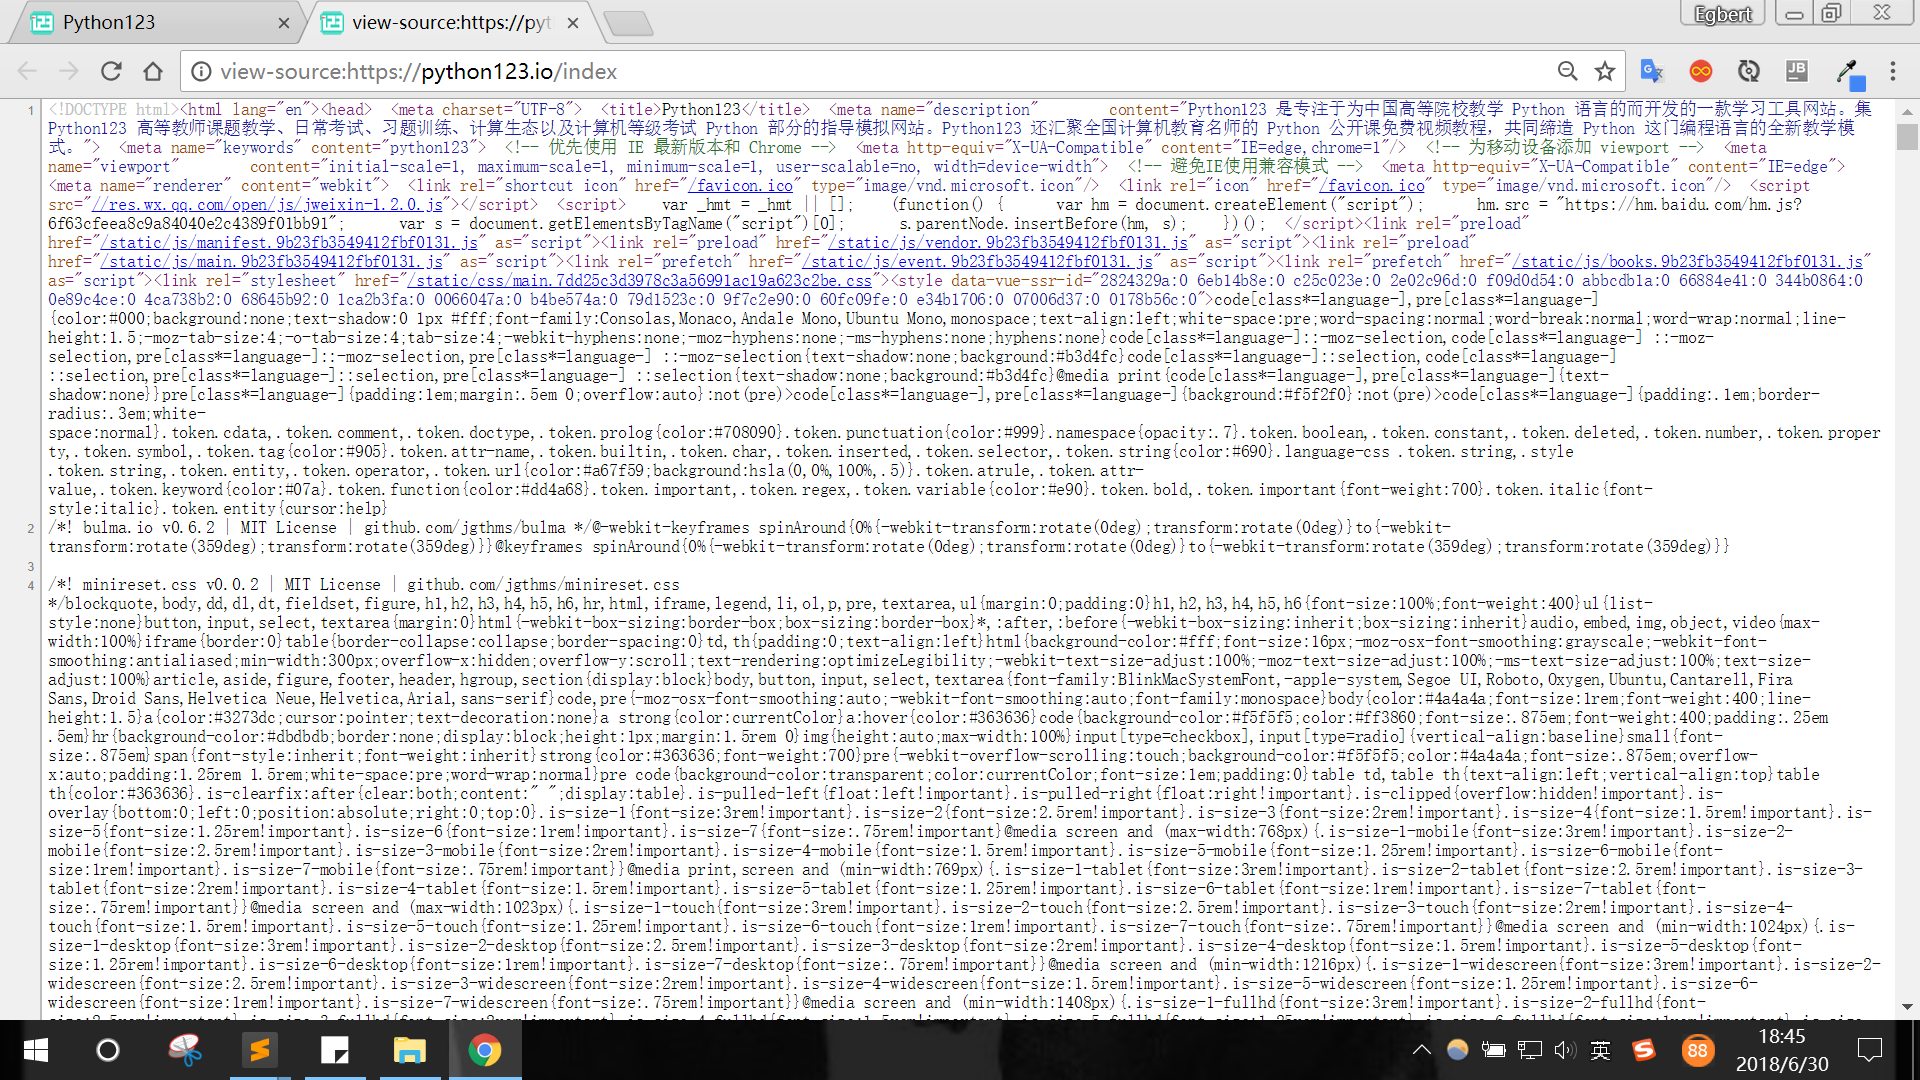 Python123
view-source:https://pyt
Egbert
view-source:https://python123.io/index
1 <!DOCTYPE html><html lang="en"><head>  <meta charset="UTF-8">  <title>Python123</title>  <meta name="description"        content="Python123 是专注于为中国高等院校教学 Python 语言的而开发的一款学习工具网站。集
Python123 高等教师课题教学、日常考试、习题训练、计算生态以及计算机等级考试 Python 部分的指导模拟网站。Python123 还汇聚全国计算机教育名师的 Python 公开课免费视频教程，共同缔造 Python 这门编程语言的全新教学模
式。">  <meta name="keywords" content="python123">  <!-- 优先使用 IE 最新版本和 Chrome -->  <meta http-equiv="X-UA-Compatible" content="IE=edge,chrome=1"/>  <!-- 为移动设备添加 viewport -->  <meta
name="viewport"        content="initial-scale=1, maximum-scale=1, minimum-scale=1, user-scalable=no, width=device-width">  <!-- 避免IE使用兼容模式 -->  <meta http-equiv="X-UA-Compatible" content="IE=edge">
<meta name="renderer" content="webkit">  <link rel="shortcut icon" href="/favicon.ico" type="image/vnd.microsoft.icon"/>  <link rel="icon" href="/favicon.ico" type="image/vnd.microsoft.icon"/>  <script
src="//res.wx.qq.com/open/js/jweixin-1.2.0.js"></script>  <script>    var _hmt = _hmt || [];    (function() {      var hm = document.createElement("script");      hm.src = "https://hm.baidu.com/hm.js?
6f63cfeea8c9a84040e2c4389f01bb91";      var s = document.getElementsByTagName("script")[0];      s.parentNode.insertBefore(hm, s);    })();  </script><link rel="preload"
href="/static/js/manifest.9b23fb3549412fbf0131.js" as="script"><link rel="preload" href="/static/js/vendor.9b23fb3549412fbf0131.js" as="script"><link rel="preload"
href="/static/js/main.9b23fb3549412fbf0131.js" as="script"><link rel="prefetch" href="/static/js/event.9b23fb3549412fbf0131.js" as="script"><link rel="prefetch" href="/static/js/books.9b23fb3549412fbf0131.js"
as="script"><link rel="stylesheet" href="/static/css/main.7dd25c3d3978c3a56991ac19a623c2be.css"><style data-vue-ssr-id="2824329a:0 6eb14b8e:0 c25c023e:0 2e02c96d:0 f09d0d54:0 abbcdb1a:0 66884e41:0 344b0864:0
0e89c4ce:0 4ca738b2:0 68645b92:0 1ca2b3fa:0 0066047a:0 b4be574a:0 79d1523c:0 9f7c2e90:0 60fc09fe:0 e34b1706:0 07006d37:0 0178b56c:0">code[class*=language-],pre[class*=language-]
{color:#000;background:none;text-shadow:0 1px #fff;font-family:Consolas,Monaco,Andale Mono,Ubuntu Mono,monospace;text-align:left;white-space:pre;word-spacing:normal;word-break:normal;word-wrap:normal;line-
height:1.5;-moz-tab-size:4;-o-tab-size:4;tab-size:4;-webkit-hyphens:none;-moz-hyphens:none;-ms-hyphens:none;hyphens:none}code[class*=language-]::-moz-selection,code[class*=language-] ::-moz-
selection,pre[class*=language-]::-moz-selection,pre[class*=language-] ::-moz-selection{text-shadow:none;background:#b3d4fc}code[class*=language-]::selection,code[class*=language-]
::selection,pre[class*=language-]::selection,pre[class*=language-] ::selection{text-shadow:none;background:#b3d4fc}@media print{code[class*=language-],pre[class*=language-]{text-
shadow:none}}pre[class*=language-]{padding:1em;margin:.5em 0;overflow:auto}:not(pre)>code[class*=language-],pre[class*=language-]{background:#f5f2f0}:not(pre)>code[class*=language-]{padding:.1em;border-
radius:.3em;white-
space:normal}.token.cdata,.token.comment,.token.doctype,.token.prolog{color:#708090}.token.punctuation{color:#999}.namespace{opacity:.7}.token.boolean,.token.constant,.token.deleted,.token.number,.token.proper
ty,.token.symbol,.token.tag{color:#905}.token.attr-name,.token.builtin,.token.char,.token.inserted,.token.selector,.token.string{color:#690}.language-css .token.string,.style
.token.string,.token.entity,.token.operator,.token.url{color:#a67f59;background:hsla(0,0%,100%,.5)}.token.atrule,.token.attr-
value,.token.keyword{color:#07a}.token.function{color:#dd4a68}.token.important,.token.regex,.token.variable{color:#e90}.token.bold,.token.important{font-weight:700}.token.italic{font-
style:italic}.token.entity{cursor:help}
2 /*! bulma.io v0.6.2 | MIT License | github.com/jgthms/bulma */@-webkit-keyframes spinAround{0%{-webkit-transform:rotate(0deg);transform:rotate(0deg)}to{-webkit-
transform:rotate(359deg);transform:rotate(359deg)}}@keyframes spinAround{0%{-webkit-transform:rotate(0deg);transform:rotate(0deg)}to{-webkit-transform:rotate(359deg);transform:rotate(359deg)}}
3
4 /*! minireset.css v0.0.2 | MIT License | github.com/jgthms/minireset.css
*/blockquote,body,dd,dl,dt,fieldset,figure,h1,h2,h3,h4,h5,h6,hr,html,iframe,legend,li,ol,p,pre,textarea,ul{margin:0;padding:0}h1,h2,h3,h4,h5,h6{font-size:100%;font-weight:400}ul{list-
style:none}button,input,select,textarea{margin:0}html{-webkit-box-sizing:border-box;box-sizing:border-box}*,:after,:before{-webkit-box-sizing:inherit;box-sizing:inherit}audio,embed,img,object,video{max-
width:100%}iframe{border:0}table{border-collapse:collapse;border-spacing:0}td,th{padding:0;text-align:left}html{background-color:#fff;font-size:16px;-moz-osx-font-smoothing:grayscale;-webkit-font-
smoothing:antialiased;min-width:300px;overflow-x:hidden;overflow-y:scroll;text-rendering:optimizeLegibility;-webkit-text-size-adjust:100%;-moz-text-size-adjust:100%;-ms-text-size-adjust:100%;text-size-
adjust:100%}article,aside,figure,footer,header,hgroup,section{display:block}body,button,input,select,textarea{font-family:BlinkMacSystemFont,-apple-system,Segoe UI,Roboto,Oxygen,Ubuntu,Cantarell,Fira
Sans,Droid Sans,Helvetica Neue,Helvetica,Arial,sans-serif}code,pre{-moz-osx-font-smoothing:auto;-webkit-font-smoothing:auto;font-family:monospace}body{color:#4a4a4a;font-size:1rem;font-weight:400;line-
height:1.5}a{color:#3273dc;cursor:pointer;text-decoration:none}a strong{color:currentColor}a:hover{color:#363636}code{background-color:#f5f5f5;color:#ff3860;font-size:.875em;font-weight:400;padding:.25em
.5em}hr{background-color:#dbdbdb;border:none;display:block;height:1px;margin:1.5rem 0}img{height:auto;max-width:100%}input[type=checkbox],input[type=radio]{vertical-align:baseline}small{font-
size:.875em}span{font-style:inherit;font-weight:inherit}strong{color:#363636;font-weight:700}pre{-webkit-overflow-scrolling:touch;background-color:#f5f5f5;color:#4a4a4a;font-size:.875em;overflow-
x:auto;padding:1.25rem 1.5rem;white-space:pre;word-wrap:normal}pre code{background-color:transparent;color:currentColor;font-size:1em;padding:0}table td,table th{text-align:left;vertical-align:top}table
th{color:#363636}.is-clearfix:after{clear:both;content:" ";display:table}.is-pulled-left{float:left!important}.is-pulled-right{float:right!important}.is-clipped{overflow:hidden!important}.is-
overlay{bottom:0;left:0;position:absolute;right:0;top:0}.is-size-1{font-size:3rem!important}.is-size-2{font-size:2.5rem!important}.is-size-3{font-size:2rem!important}.is-size-4{font-size:1.5rem!important}.is-
size-5{font-size:1.25rem!important}.is-size-6{font-size:1rem!important}.is-size-7{font-size:.75rem!important}@media screen and (max-width:768px){.is-size-1-mobile{font-size:3rem!important}.is-size-2-
mobile{font-size:2.5rem!important}.is-size-3-mobile{font-size:2rem!important}.is-size-4-mobile{font-size:1.5rem!important}.is-size-5-mobile{font-size:1.25rem!important}.is-size-6-mobile{font-
size:1rem!important}.is-size-7-mobile{font-size:.75rem!important}}@media print,screen and (min-width:769px){.is-size-1-tablet{font-size:3rem!important}.is-size-2-tablet{font-size:2.5rem!important}.is-size-3-
tablet{font-size:2rem!important}.is-size-4-tablet{font-size:1.5rem!important}.is-size-5-tablet{font-size:1.25rem!important}.is-size-6-tablet{font-size:1rem!important}.is-size-7-tablet{font-
size:.75rem!important}}@media screen and (max-width:1023px){.is-size-1-touch{font-size:3rem!important}.is-size-2-touch{font-size:2.5rem!important}.is-size-3-touch{font-size:2rem!important}.is-size-4-
touch{font-size:1.5rem!important}.is-size-5-touch{font-size:1.25rem!important}.is-size-6-touch{font-size:1rem!important}.is-size-7-touch{font-size:.75rem!important}}@media screen and (min-width:1024px){.is-
size-1-desktop{font-size:3rem!important}.is-size-2-desktop{font-size:2.5rem!important}.is-size-3-desktop{font-size:2rem!important}.is-size-4-desktop{font-size:1.5rem!important}.is-size-5-desktop{font-
size:1.25rem!important}.is-size-6-desktop{font-size:1rem!important}.is-size-7-desktop{font-size:.75rem!important}}@media screen and (min-width:1216px){.is-size-1-widescreen{font-size:3rem!important}.is-size-2-
widescreen{font-size:2.5rem!important}.is-size-3-widescreen{font-size:2rem!important}.is-size-4-widescreen{font-size:1.5rem!important}.is-size-5-widescreen{font-size:1.25rem!important}.is-size-6-
widescreen{font-size:1rem!important}.is-size-7-widescreen{font-size:.75rem!important}}@media screen and (min-width:1408px){.is-size-1-fullhd{font-size:3rem!important}.is-size-2-fullhd{font-
英
88
18:45
2018/6/30